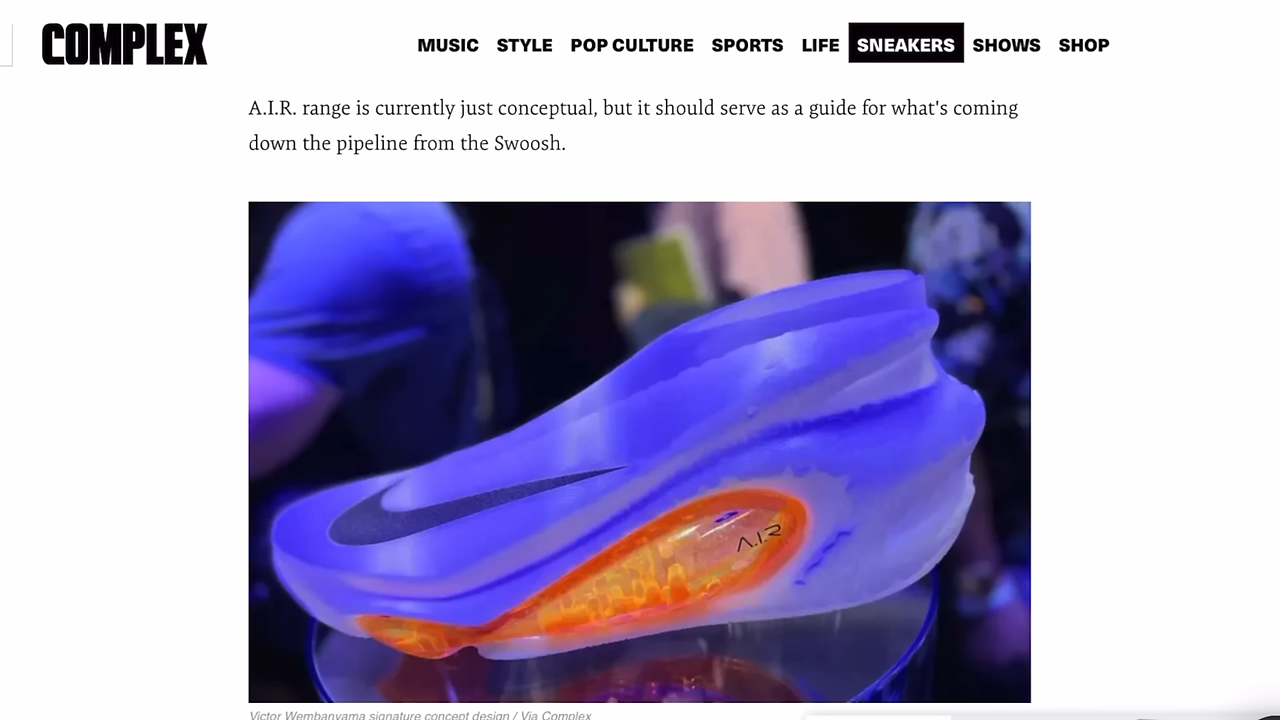 COMPLEX
MUSIC STYLE POP CULTURE SPORTS LIFE SNEAKERS SHOWS SHOP
A.I.R. range is currently just conceptual, but it should serve as a guide for what's coming
down the pipeline from the Swoosh.
A.I.R
Victor Wembanyama signature concept design / Via Complex